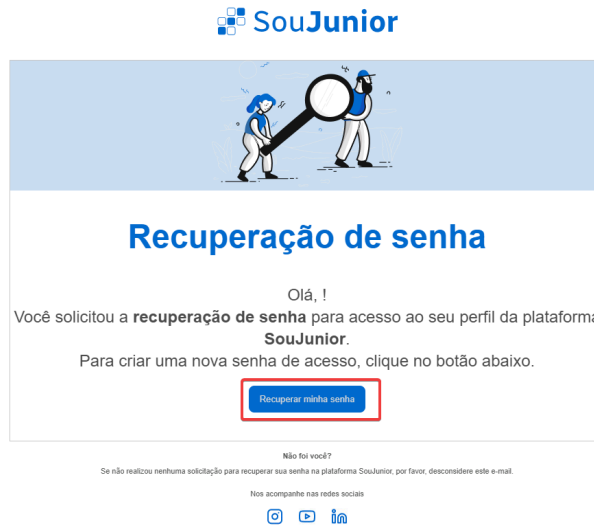 SouJunior
Recuperação de senha
Olá, !
Você solicitou a recuperação de senha para acesso ao seu perfil da plataforma
SouJunior.
Para criar uma nova senha de acesso, clique no botão abaixo.
Recuperar minha senha
Não foi você?
Se não realizou nenhuma solicitação para recuperar sua senha na plataforma SouJunior, por favor, desconsidere este e-mail.
Nos acompanhe nas redes sociais
in